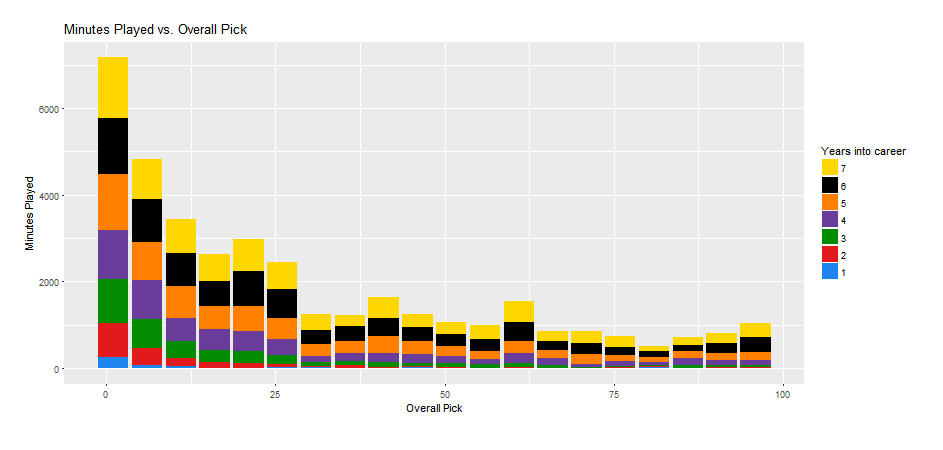 Minutes Played vs. Overall Pick
Minutes Played
6000
4000
2000
0
0 25 50 75 100
Overall Pick
Years into career
7
6
5
4
3
2
1